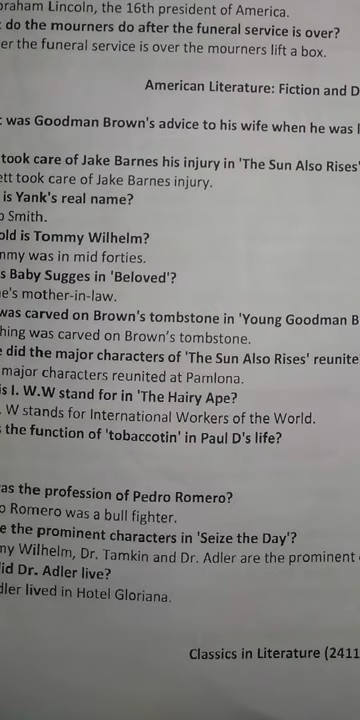 braham Lincoln, the 16th president of America.
do the mourners do after the funeral service is over?
er the funeral service is over the mourners lift a box.
American Literature: Fiction and D
was Goodman Brown's advice to his wife when he was l
took care of Jake Barnes his injury in 'The Sun Also Rises'
ett took care of Jake Barnes injury.
is Yank's real name?
b Smith.
old is Tommy Wilhelm?
mmy was in mid forties.
s Baby Sugges in 'Beloved'?
e's mother-in-law.
was carved on Brown's tombstone in 'Young Goodman B
hing was carved on Brown's tombstone.
e did the major characters of 'The Sun Also Rises' reunite
major characters reunited at Pamlona.
is I. W.W stand for in 'The Hairy Ape?
. W stands for International Workers of the World.
the function of 'tobaccotin' in Paul D's life?
as the profession of Pedro Romero?
o Romero was a bull fighter.
e the prominent characters in 'Seize the Day'?
my Wilhelm, Dr. Tamkin and Dr. Adler are the prominent
did Dr. Adler live?
dler lived in Hotel Gloriana.
Classics in Literature (2411